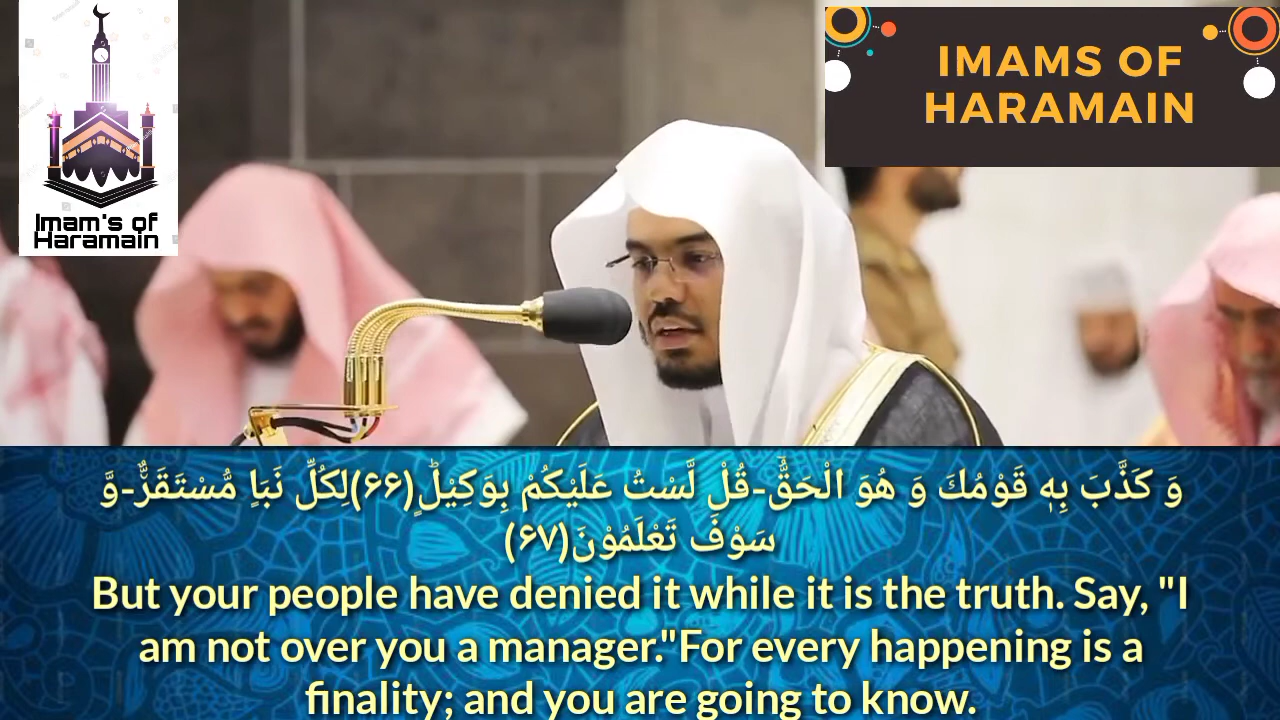 Imam's of
Haramain
IMAMS OF
HARAMAIN
وَ كَذَّبَ بِهٖ قَوْمُكَ وَ هُوَ الْحَقُّؕ-قُلْ لَّسْتُ عَلَیْكُمْ بِوَكِیْلٍؕ(۶۶)لِكُلِّ نَبَاٍ مُّسْتَقَرٌّ٘-وَّ
سَوْفَ تَعْلَمُوْنَ(۶۷)
But your people have denied it while it is the truth. Say, "I
am not over you a manager."For every happening is a
finality; and you are going to know.